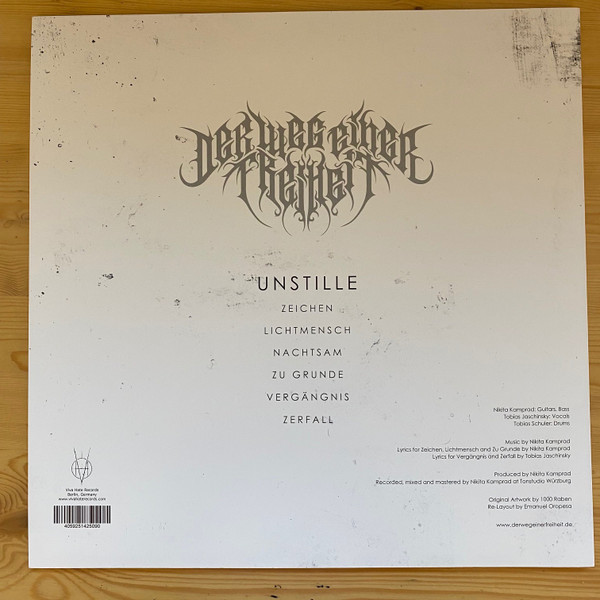 DER WEG EINER
FREIHEIT
UNSTILLE
ZEICHEN
LICHTMENSCH
NACHTSAM
ZU GRUNDE
VERGÄNGNIS
ZERFALL
Nikita Kamprad: Guitars, Bass
Tobias Jaschinsky: Vocals
Tobias Schuler: Drums
Music by Nikita Kamprad
Lyrics for Zeichen, Lichtmensch and Zu Grunde by Nikita Kamprad
Lyrics for Vergängnis and Zerfall by Tobias Jaschinsky
Produced by Nikita Kamprad
Recorded, mixed and mastered by Nikita Kamprad at Tonstudio Würzburg
Original Artwork by 1000 Raben
Re-Layout by Emanuel Oropesa
www.derwegeinerfreiheit.de
Viva Hate Records
Berlin, Germany
www.vivahaterecords.com
4059251425090